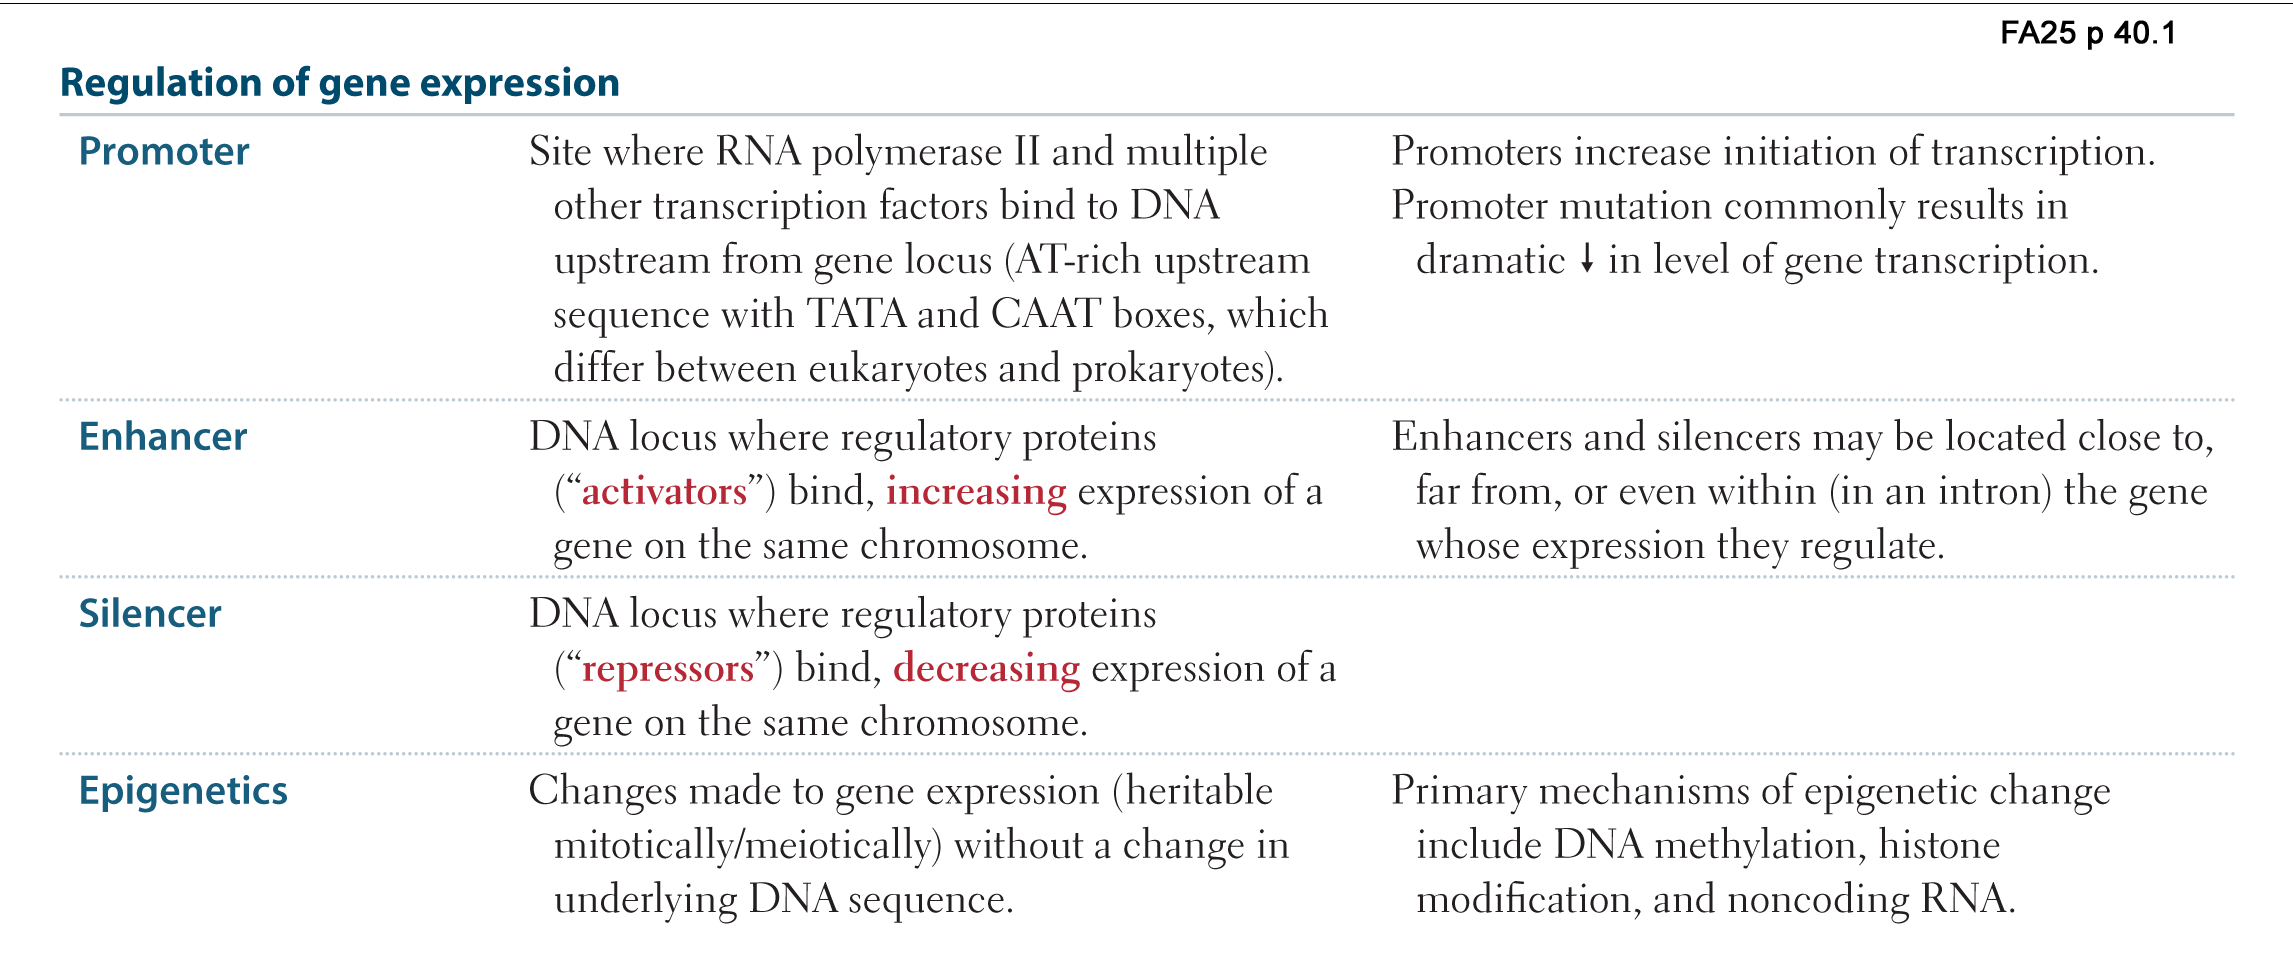 FA25 p 40.1
Regulation of gene expression
Promoter
Site where RNA polymerase II and multiple
other transcription factors bind to DNA
upstream from gene locus (AT-rich upstream
sequence with TATA and CAAT boxes, which
differ between eukaryotes and prokaryotes).
Promoters increase initiation of transcription.
Promoter mutation commonly results in
dramatic ↓ in level of gene transcription.
Enhancer
DNA locus where regulatory proteins
(“activators”) bind, increasing expression of a
gene on the same chromosome.
Enhancers and silencers may be located close to,
far from, or even within (in an intron) the gene
whose expression they regulate.
Silencer
DNA locus where regulatory proteins
(“repressors”) bind, decreasing expression of a
gene on the same chromosome.
Epigenetics
Changes made to gene expression (heritable
mitotically/meiotically) without a change in
underlying DNA sequence.
Primary mechanisms of epigenetic change
include DNA methylation, histone
modification, and noncoding RNA.